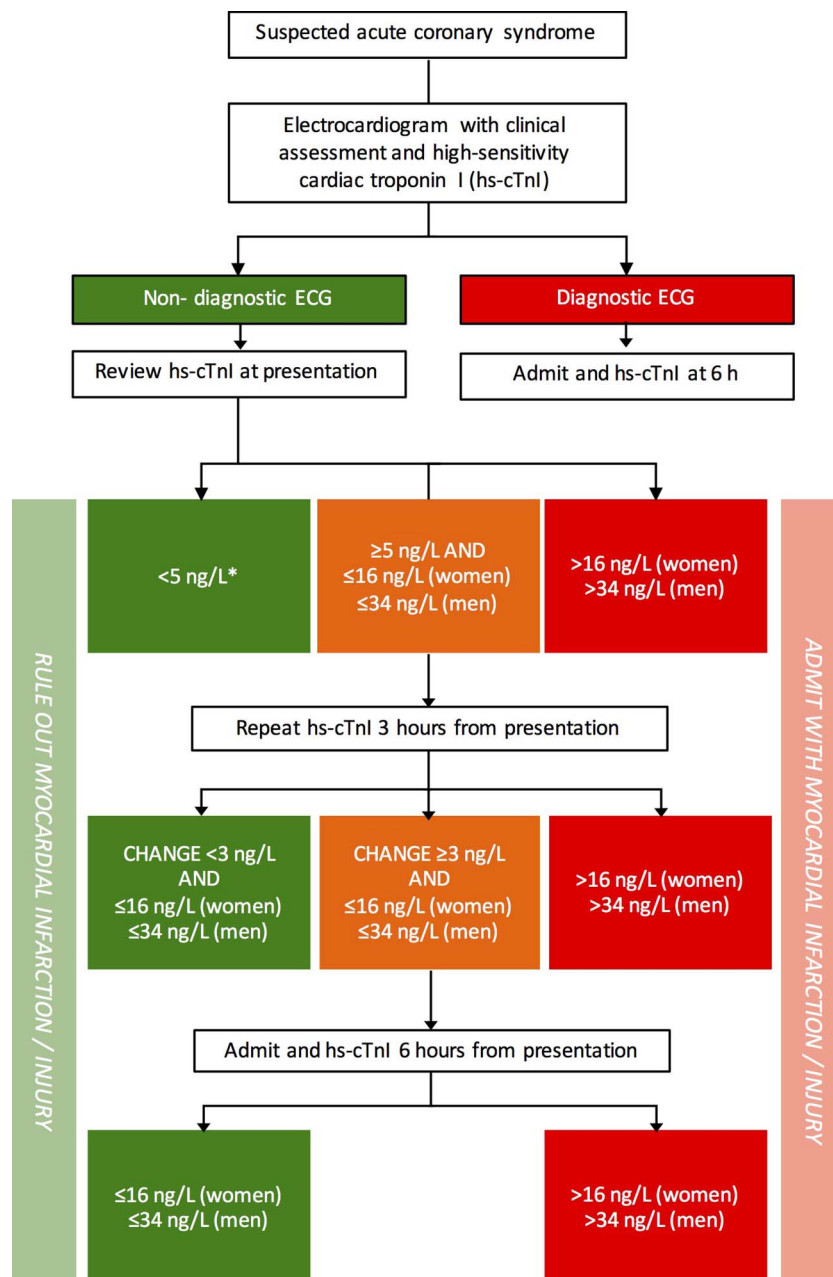 Suspected acute coronary syndrome
Electrocardiogram with clinical
assessment and high-sensitivity
cardiac troponin I (hs-cTnI)
Non- diagnostic ECG
Diagnostic ECG
Review hs-cTnI at presentation
Admit and hs-cTnI at 6 h
RULE OUT MYOCARDIAL INFARCTION / INJURY
<5 ng/L*
≥5 ng/L AND
≤16 ng/L (women)
≤34 ng/L (men)
>16 ng/L (women)
>34 ng/L (men)
ADMIT WITH MYOCARDIAL INFARCTION / INJURY
Repeat hs-cTnI 3 hours from presentation
CHANGE <3 ng/L
AND
≤16 ng/L (women)
≤34 ng/L (men)
CHANGE ≥3 ng/L
AND
≤16 ng/L (women)
≤34 ng/L (men)
>16 ng/L (women)
>34 ng/L (men)
Admit and hs-cTnI 6 hours from presentation
≤16 ng/L (women)
≤34 ng/L (men)
>16 ng/L (women)
>34 ng/L (men)